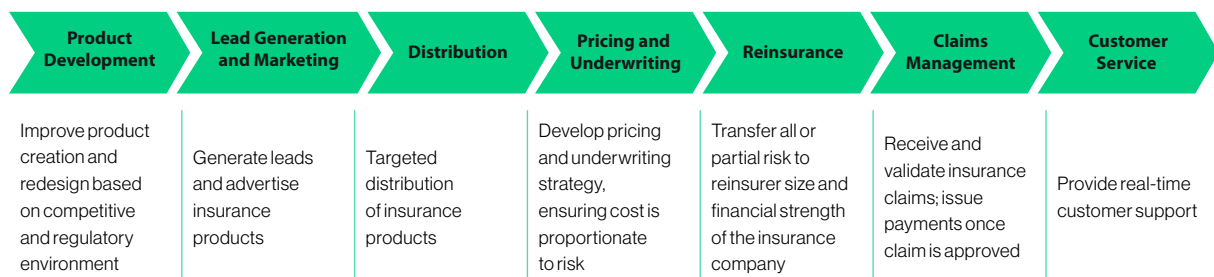 Product
Development
Lead Generation
and Marketing
Distribution
Pricing and
Underwriting
Reinsurance
Claims
Management
Customer
Service
Improve product
creation and
redesign based
on competitive
and regulatory
environment
Generate leads
and advertise
insurance
products
Targeted
distribution
of insurance
products
Develop pricing
and underwriting
strategy,
ensuring cost is
proportionate
to risk
Transfer all or
partial risk to
reinsurer size and
financial strength
of the insurance
company
Receive and
validate insurance
claims; issue
payments once
claim is approved
Provide real-time
customer support